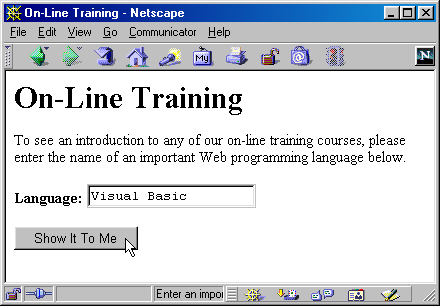 On-Line Training - Netscape
File Edit View Go Communicator Help
My
N
On-Line Training
To see an introduction to any of our on-line training courses, please
enter the name of an important Web programming language below.
Language: Visual Basic
Show It To Me
Enter an impor